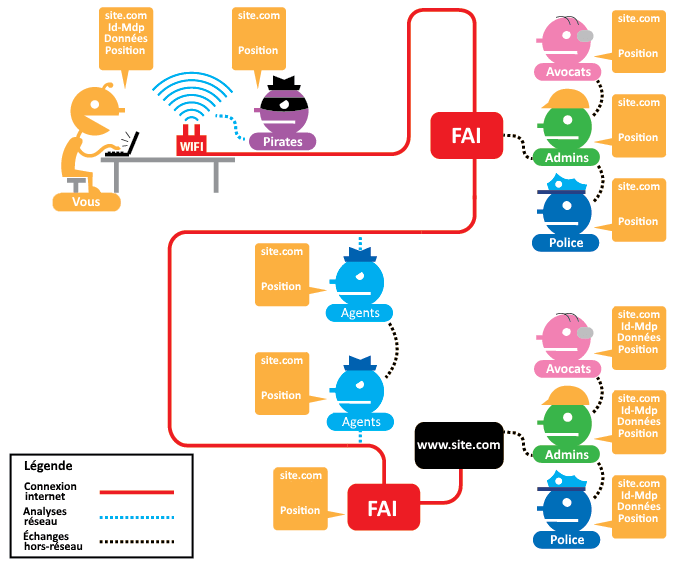 site.com
Id-Mdp
Données
Position
Vous
WIFI
site.com
Position
Pirates
FAI
site.com
Position
Avocats
site.com
Position
Admins
site.com
Position
Police
site.com
Position
Agents
site.com
Position
Agents
site.com
Position
FAI
www.site.com
site.com
Id-Mdp
Données
Position
Avocats
site.com
Id-Mdp
Données
Position
Admins
site.com
Id-Mdp
Données
Position
Police
Légende
Connexion
internet
Analyses
réseau
Échanges
hors-réseau